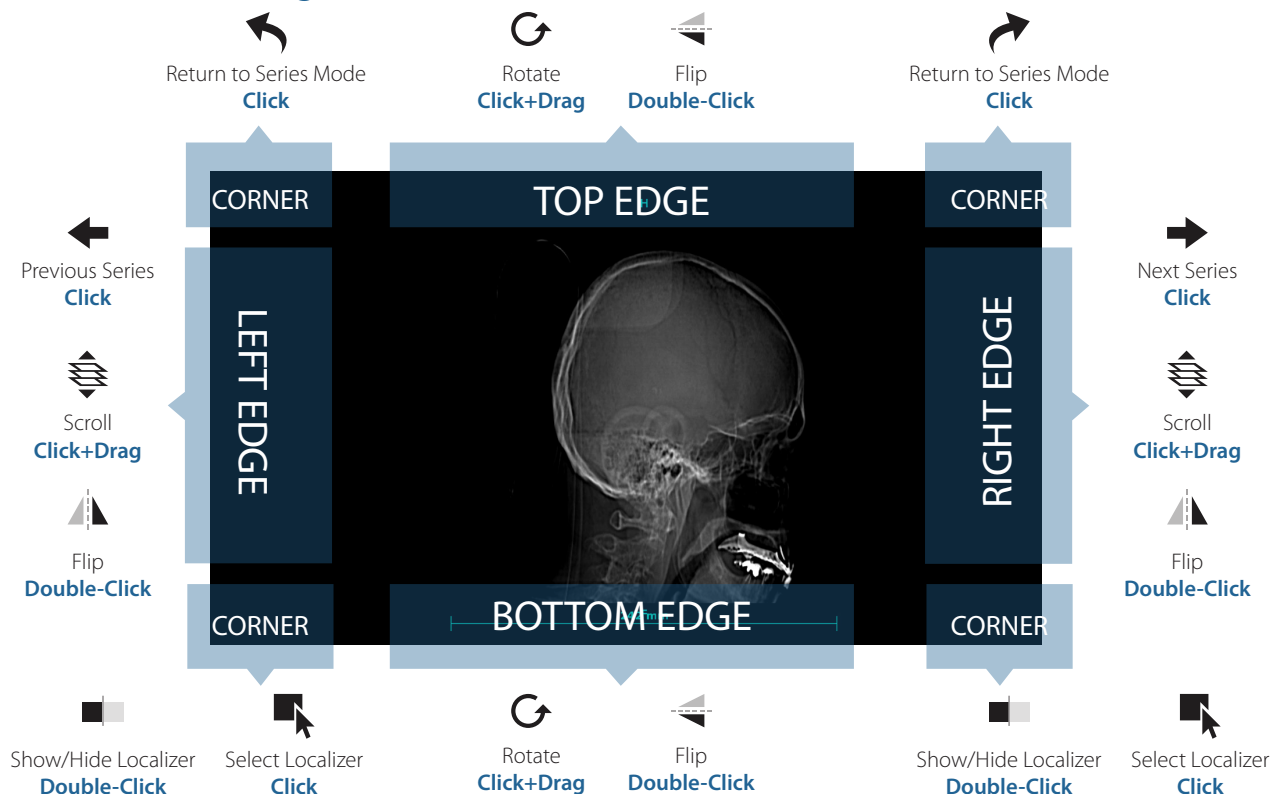 Return to Series Mode
Click
Rotate
Click+Drag
Flip
Double-Click
Return to Series Mode
Click
CORNER
TOP EDGE
H
CORNER
Previous Series
Click
Scroll
Click+Drag
Flip
Double-Click
LEFT EDGE
RIGHT EDGE
Next Series
Click
Scroll
Click+Drag
Flip
Double-Click
CORNER
BOTTOM EDGE
CORNER
Show/Hide Localizer
Double-Click
Select Localizer
Click
Rotate
Click+Drag
Flip
Double-Click
Show/Hide Localizer
Double-Click
Select Localizer
Click